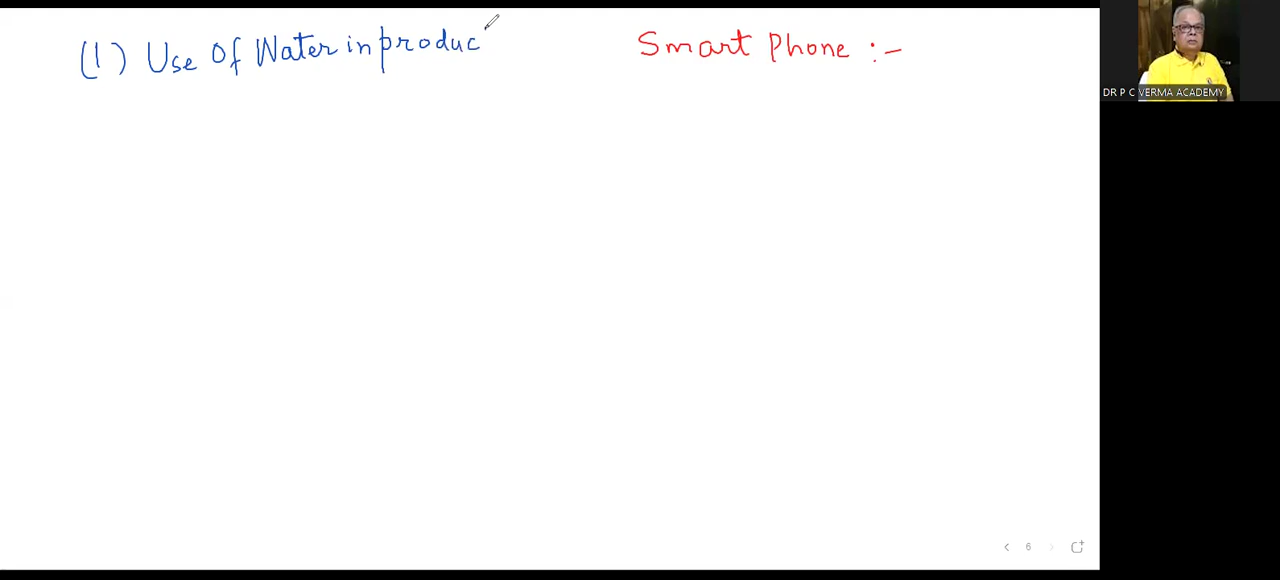 (1) Use Of Water in produc
Smart Phone :-
DR P C VERMA ACADEMY
6